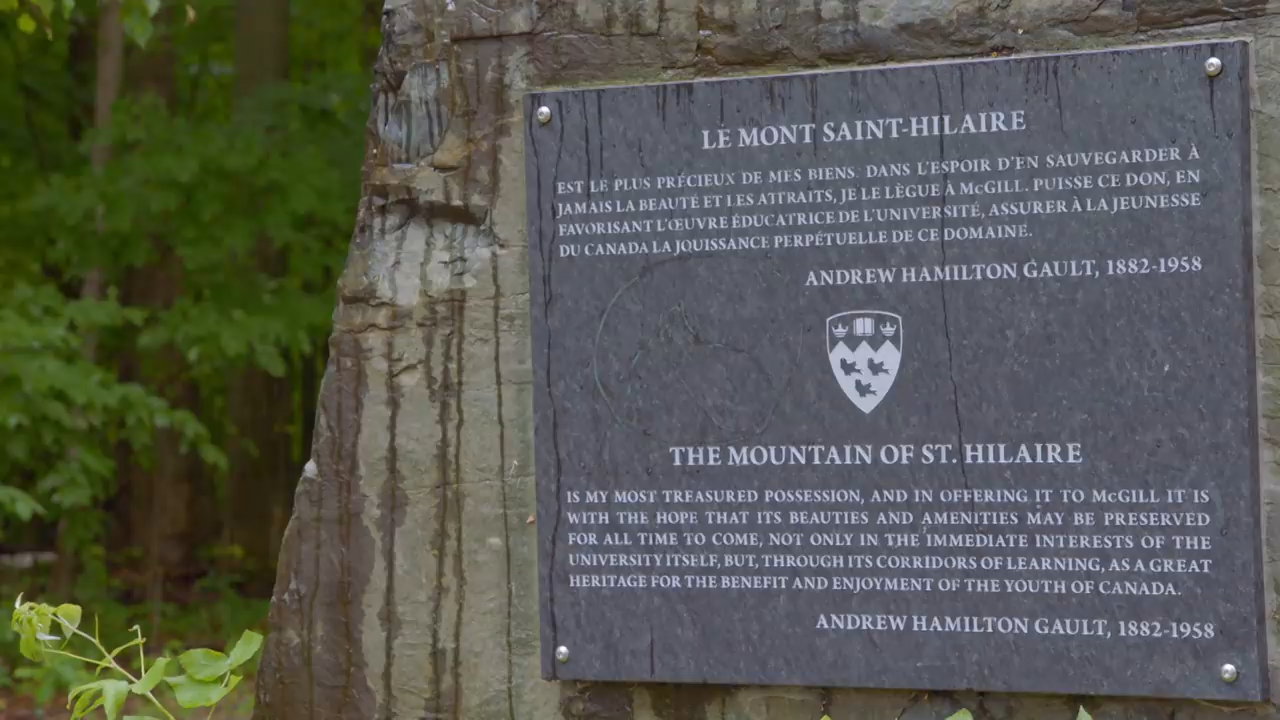 LE MONT SAINT-HILAIRE
EST LE PLUS PRÉCIEUX DE MES BIENS. DANS L'ESPOIR D'EN SAUVEGARDER À
JAMAIS LA BEAUTÉ ET LES ATTRAITS, JE LE LÈGUE À McGILL. PUISSE CE DON, EN
FAVORISANT L'ŒUVRE ÉDUCATRICE DE L'UNIVERSITÉ, ASSURER À LA JEUNESSE
DU CANADA LA JOUISSANCE PERPÉTUELLE DE CE DOMAINE.
ANDREW HAMILTON GAULT, 1882-1958
THE MOUNTAIN OF ST. HILAIRE
IS MY MOST TREASURED POSSESSION, AND IN OFFERING IT TO McGILL IT IS
WITH THE HOPE THAT ITS BEAUTIES AND AMENITIES MAY BE PRESERVED
FOR ALL TIME TO COME, NOT ONLY IN THE IMMEDIATE INTERESTS OF THE
UNIVERSITY ITSELF, BUT, THROUGH ITS CORRIDORS OF LEARNING, AS A GREAT
HERITAGE FOR THE BENEFIT AND ENJOYMENT OF THE YOUTH OF CANADA.
ANDREW HAMILTON GAULT, 1882-1958